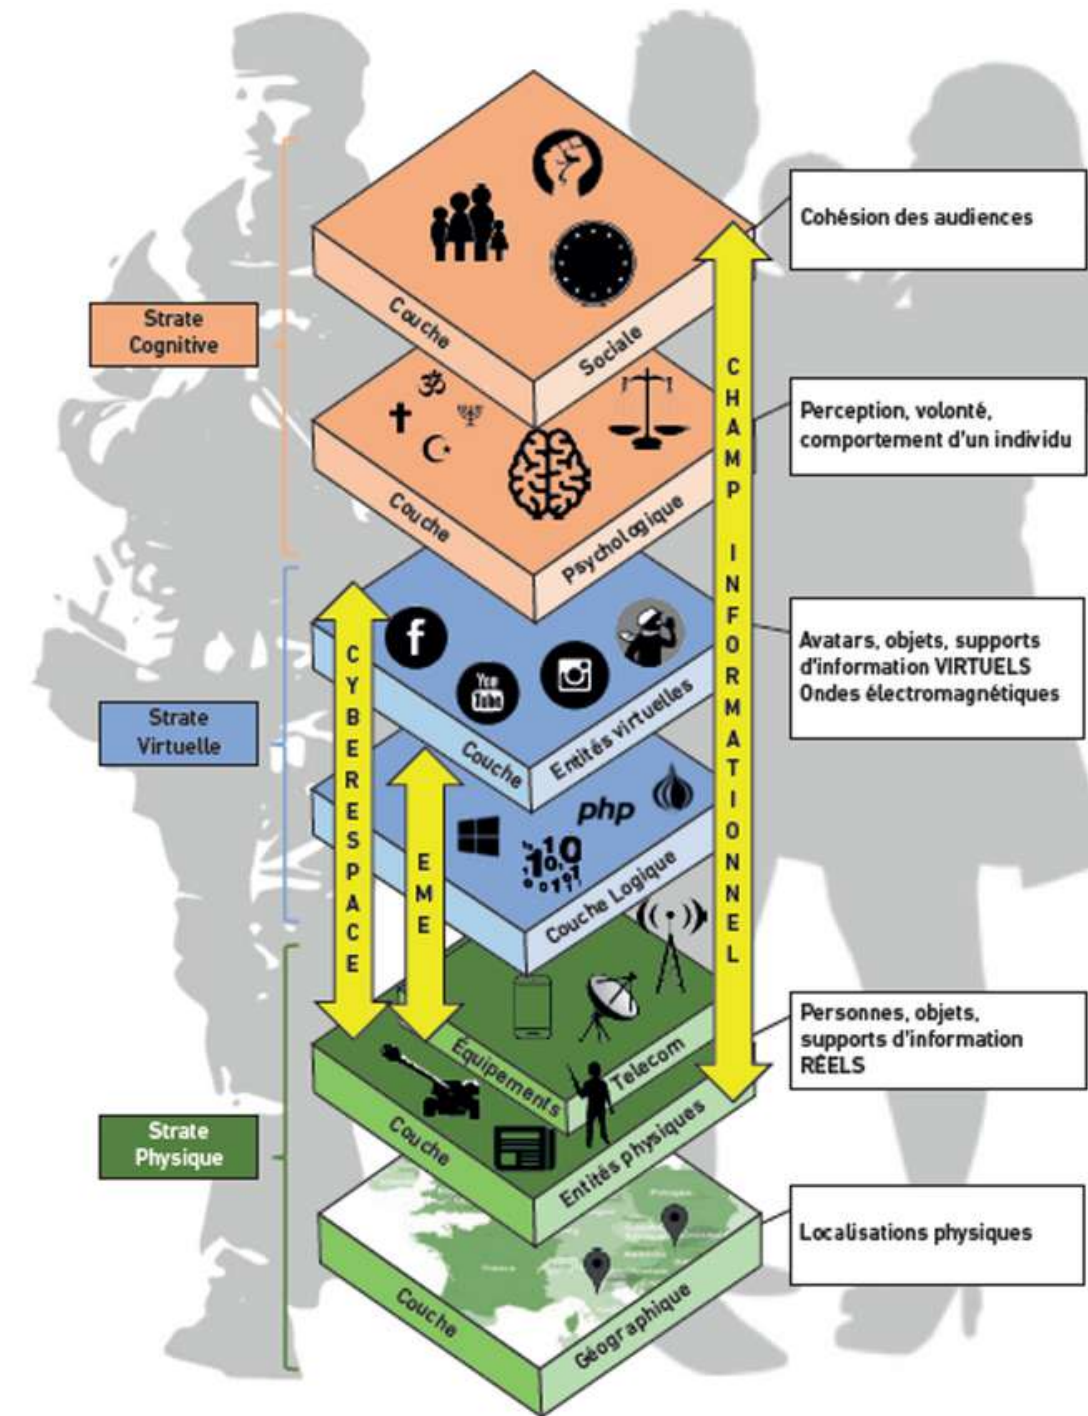 Cohésion des audiences
Couche
Sociale
Strate
Cognitive
Perception, volonté,
comportement d'un individu
Couche
Psychologique
CHAMP INFORMATIONNEL
Avatars, objets, supports
d'information VIRTUELS
Ondes électromagnétiques
f
You
Tube
Couche
Entités virtuelles
Strate
Virtuelle
CYBERESPACE
EME
php
Couche Logique
Personnes, objets,
supports d'information
RÉELS
Équipements
Telecom
Couche
Entités physiques
Strate
Physique
Localisations physiques
Couche
Géographique